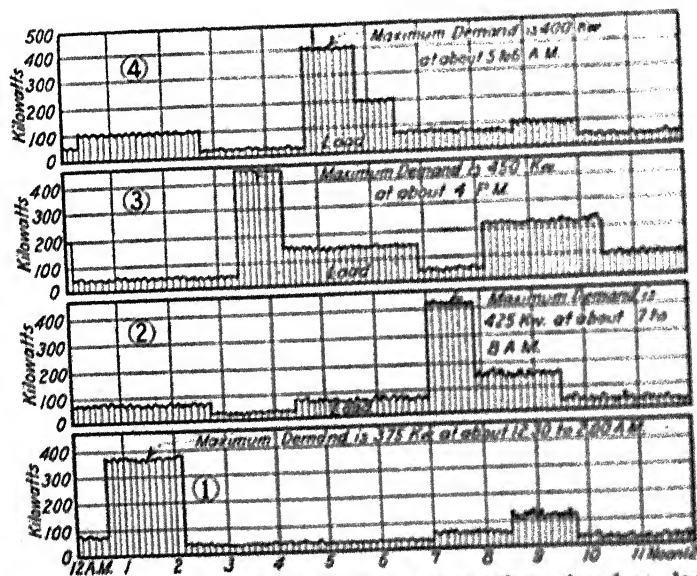 500
400
300
200
100
0
Kilowatts
④
Maximum Demand is 400 Kw
at about 5 to 6 A.M.
Load
400
300
200
100
0
Kilowatts
③
Maximum Demand is 450 Kw
at about 4 P.M.
Load
400
300
200
100
0
Kilowatts
②
Maximum Demand is
425 Kw. at about 7 to
8 A.M.
Load
400
300
200
100
0
Kilowatts
①
Maximum Demand is 375 Kw at about 12.30 to 2.00 A.M.
12 A.M. 1 2 3 4 5 6 7 8 9 10 11 Noon